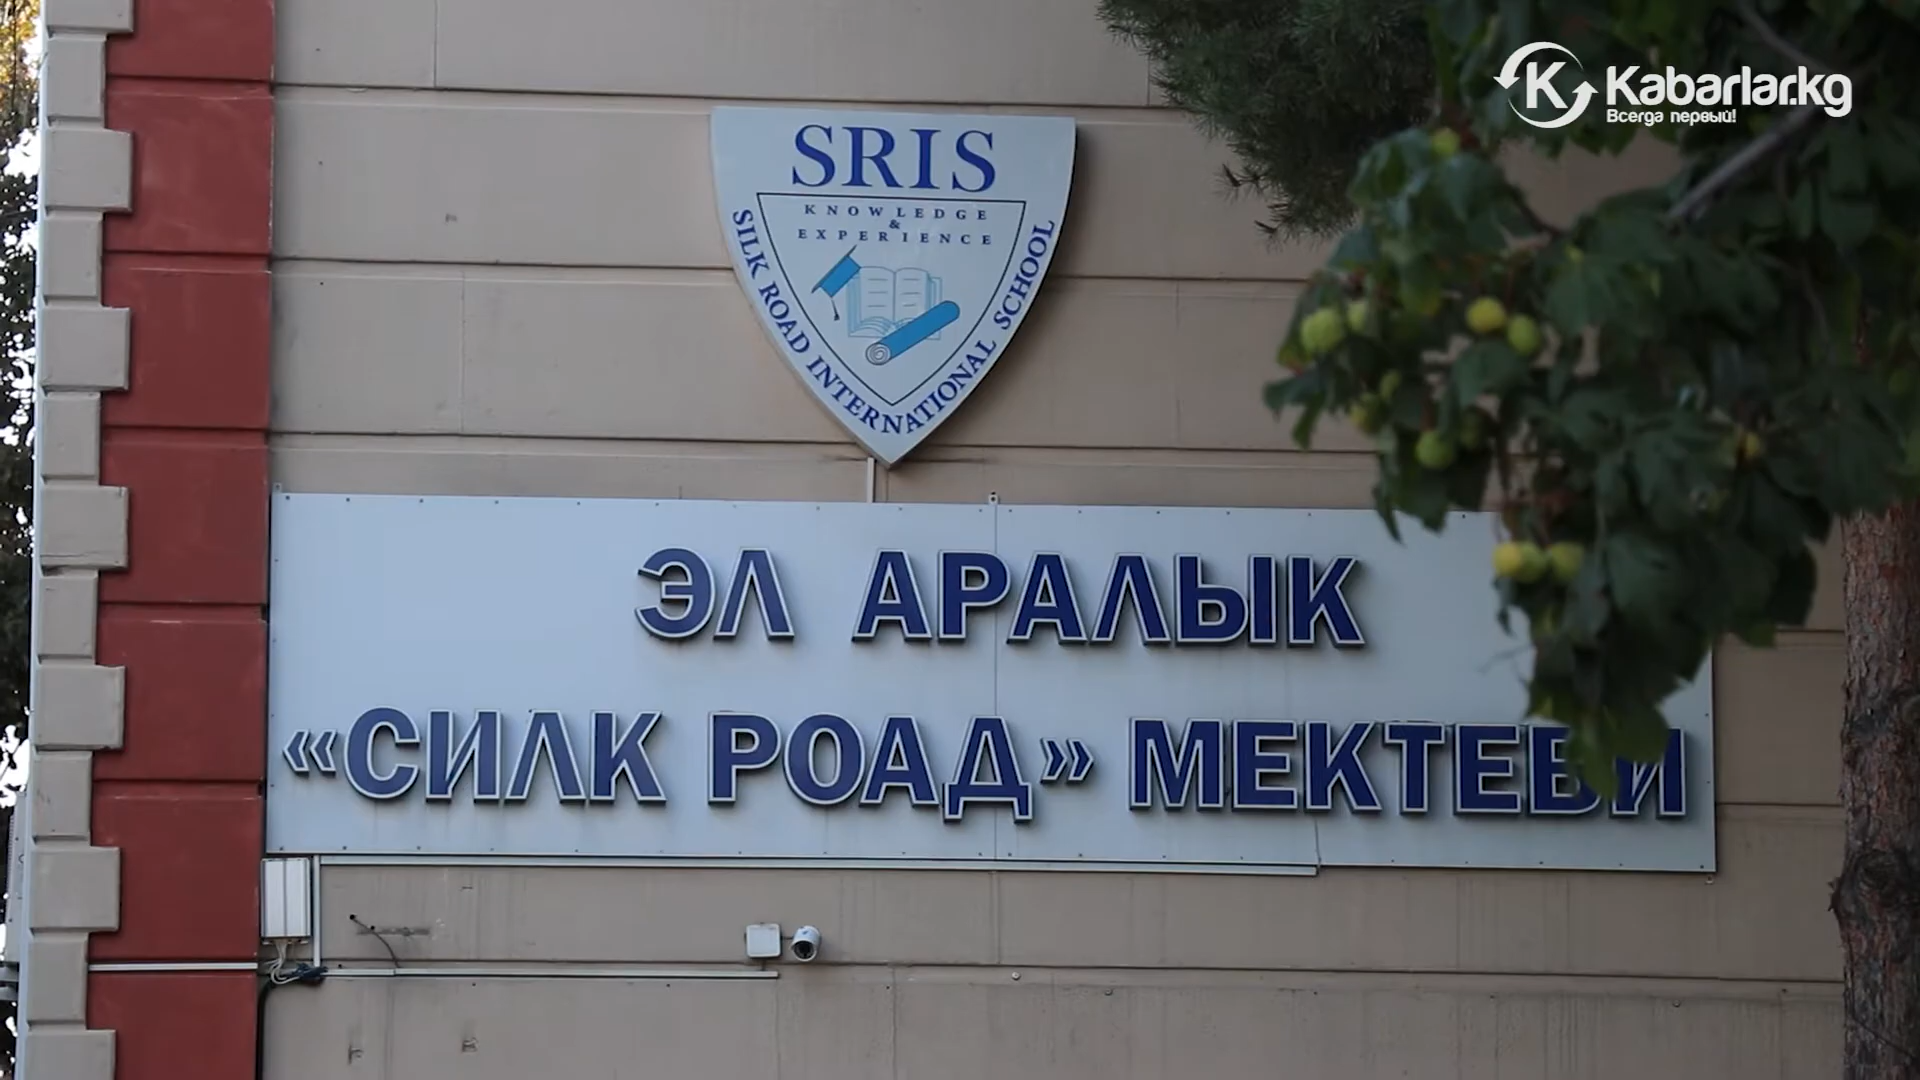 Kabarlar.kg
Всегда первый!
SRIS
KNOWLEDGE
&
EXPERIENCE
SILK ROAD INTERNATIONAL SCHOOL
ЭЛ АРАЛЫК
«СИЛК РОАД» МЕКТЕБИ